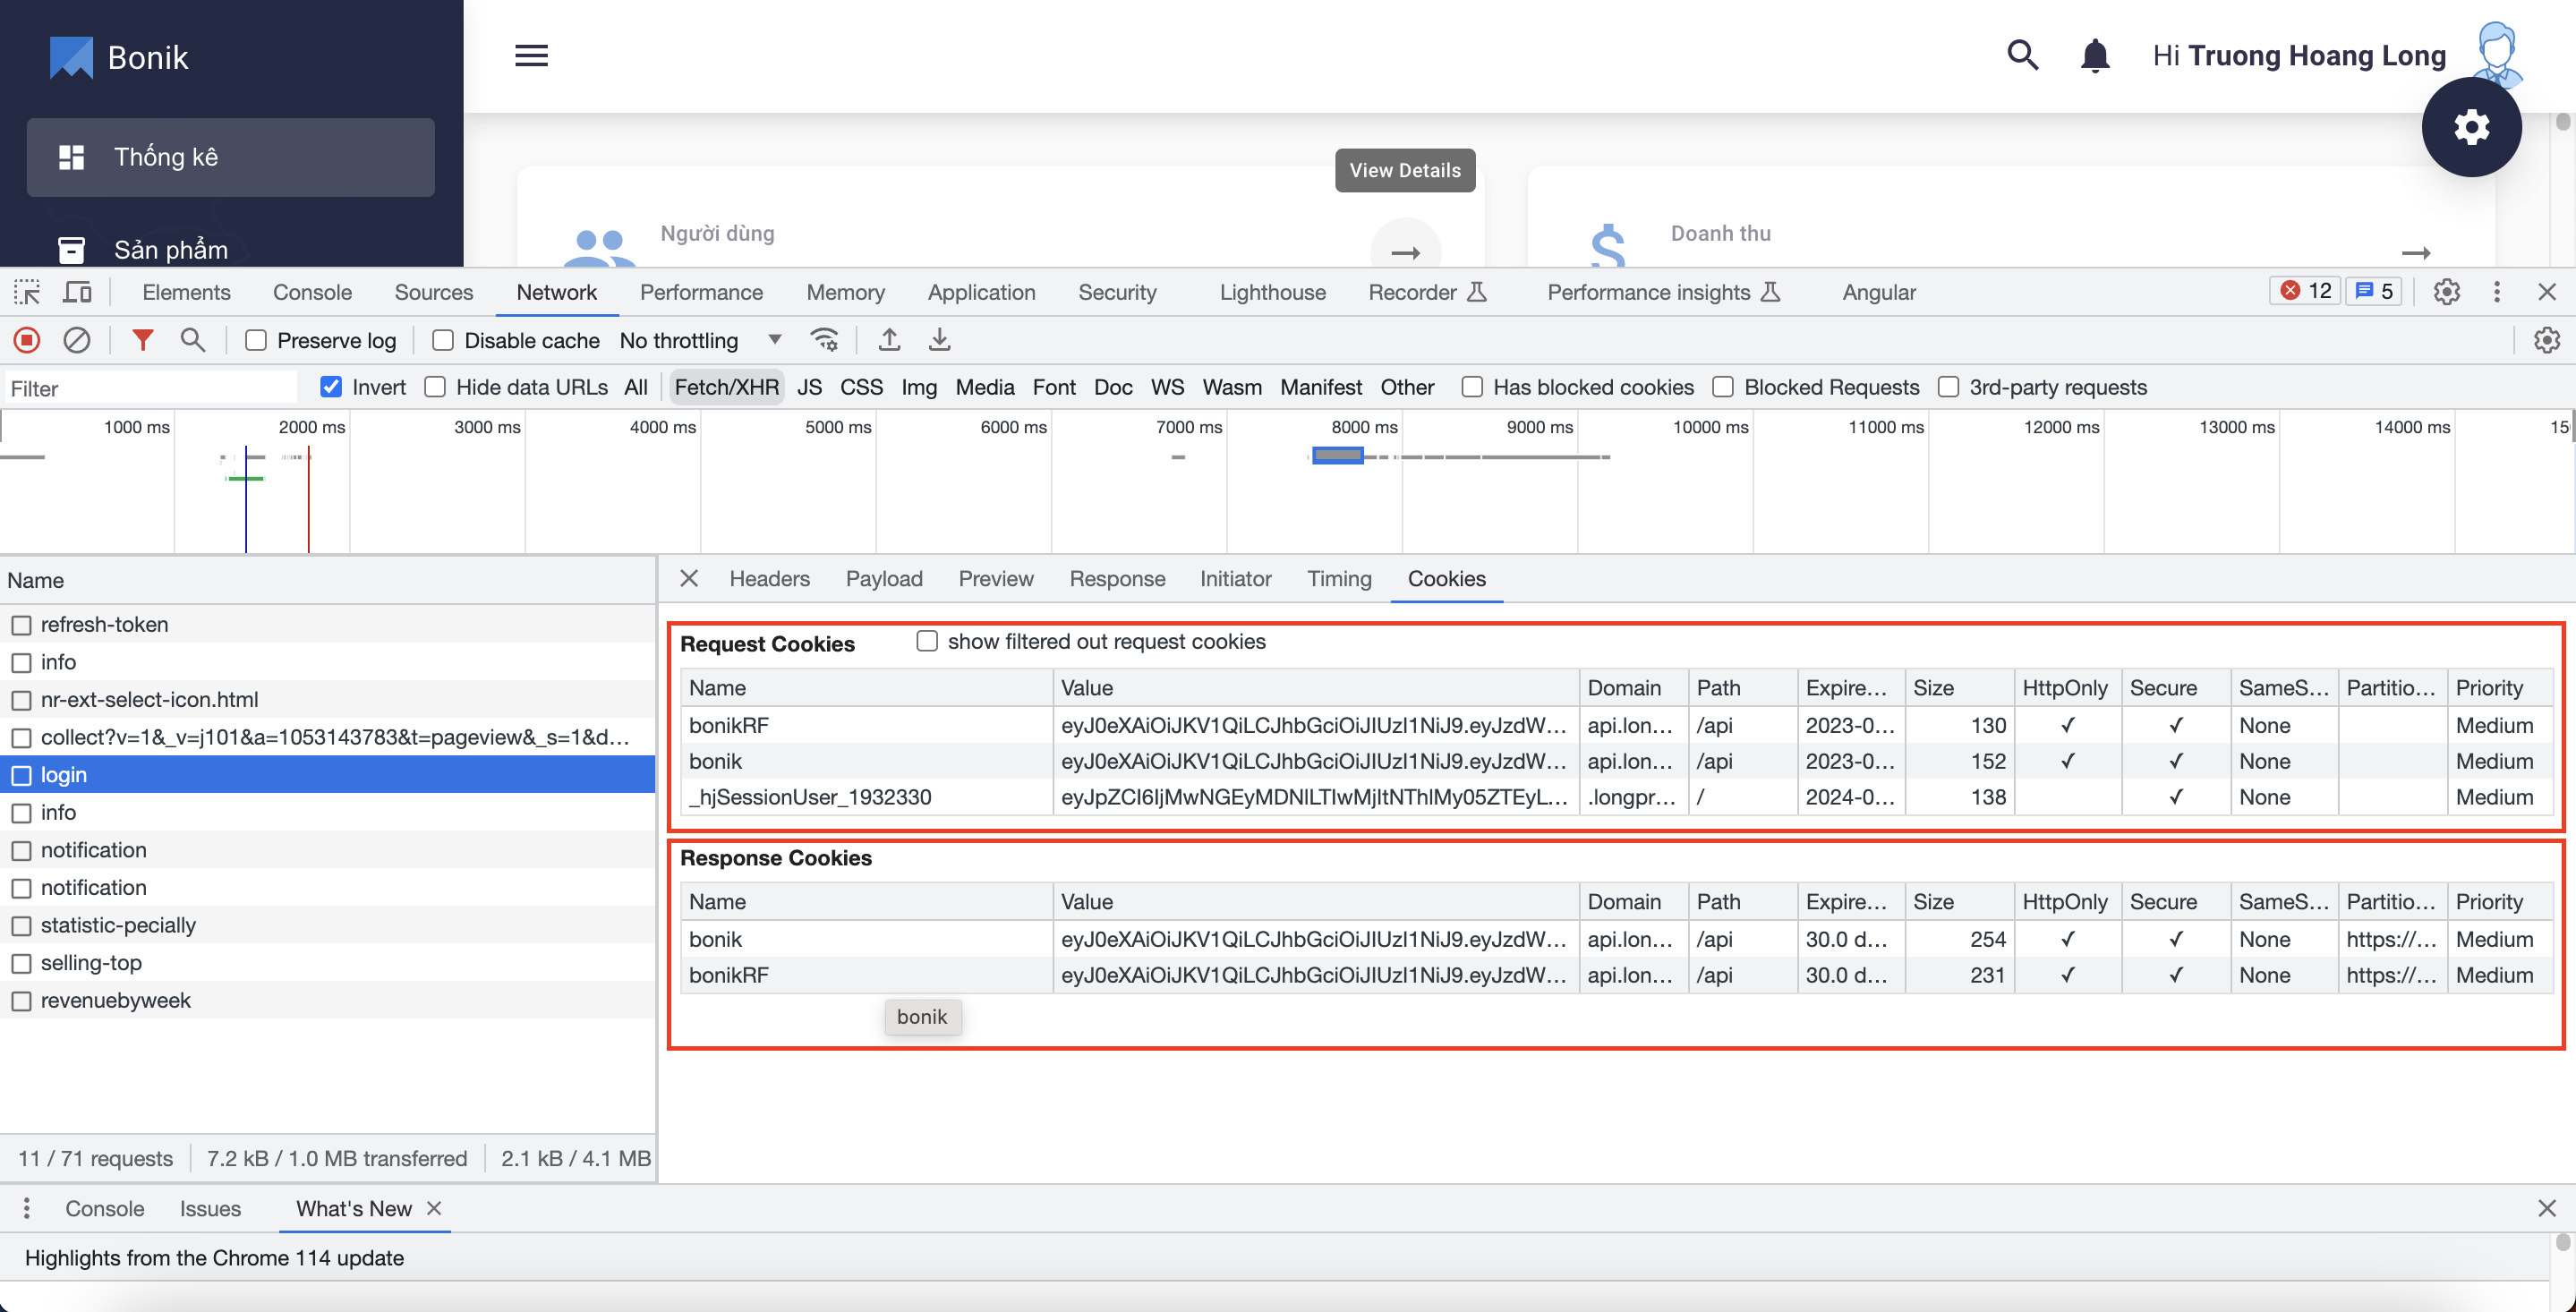 Bonik
Hi Truong Hoang Long
Thống kê
View Details
Sản phẩm
Người dùng
Doanh thu
Elements Console Sources Network Performance Memory Application Security Lighthouse Recorder Performance insights Angular 12 5
Preserve log Disable cache No throttling
Filter Invert Hide data URLs All Fetch/XHR JS CSS Img Media Font Doc WS Wasm Manifest Other Has blocked cookies Blocked Requests 3rd-party requests
1000 ms 2000 ms 3000 ms 4000 ms 5000 ms 6000 ms 7000 ms 8000 ms 9000 ms 10000 ms 11000 ms 12000 ms 13000 ms 14000 ms 15
Name
refresh-token
info
nr-ext-select-icon.html
collect?v=1&_v=j101&a=1053143783&t=pageview&_s=1&d...
login
info
notification
notification
statistic-pecially
selling-top
revenuebyweek
11 / 71 requests 7.2 kB / 1.0 MB transferred 2.1 kB / 4.1 MB
Headers Payload Preview Response Initiator Timing Cookies
Request Cookies show filtered out request cookies
Name Value Domain Path Expire... Size HttpOnly Secure SameS... Partitio... Priority
bonikRF eyJ0eXAiOiJKV1QiLCJhbGciOiJIUzI1NiJ9.eyJzdW... api.lon... /api 2023-0... 130 ✓ ✓ None Medium
bonik eyJ0eXAiOiJKV1QiLCJhbGciOiJIUzI1NiJ9.eyJzdW... api.lon... /api 2023-0... 152 ✓ ✓ None Medium
_hjSessionUser_1932330 eyJpZCI6IjMwNGEyMDNlLTIwMjItNThlMy05ZTEyL... .longpr... / 2024-0... 138 ✓ None Medium
Response Cookies
Name Value Domain Path Expire... Size HttpOnly Secure SameS... Partitio... Priority
bonik eyJ0eXAiOiJKV1QiLCJhbGciOiJIUzI1NiJ9.eyJzdW... api.lon... /api 30.0 d... 254 ✓ ✓ None https://... Medium
bonikRF eyJ0eXAiOiJKV1QiLCJhbGciOiJIUzI1NiJ9.eyJzdW... api.lon... /api 30.0 d... 231 ✓ ✓ None https://... Medium
bonik
Console Issues What's New
Highlights from the Chrome 114 update